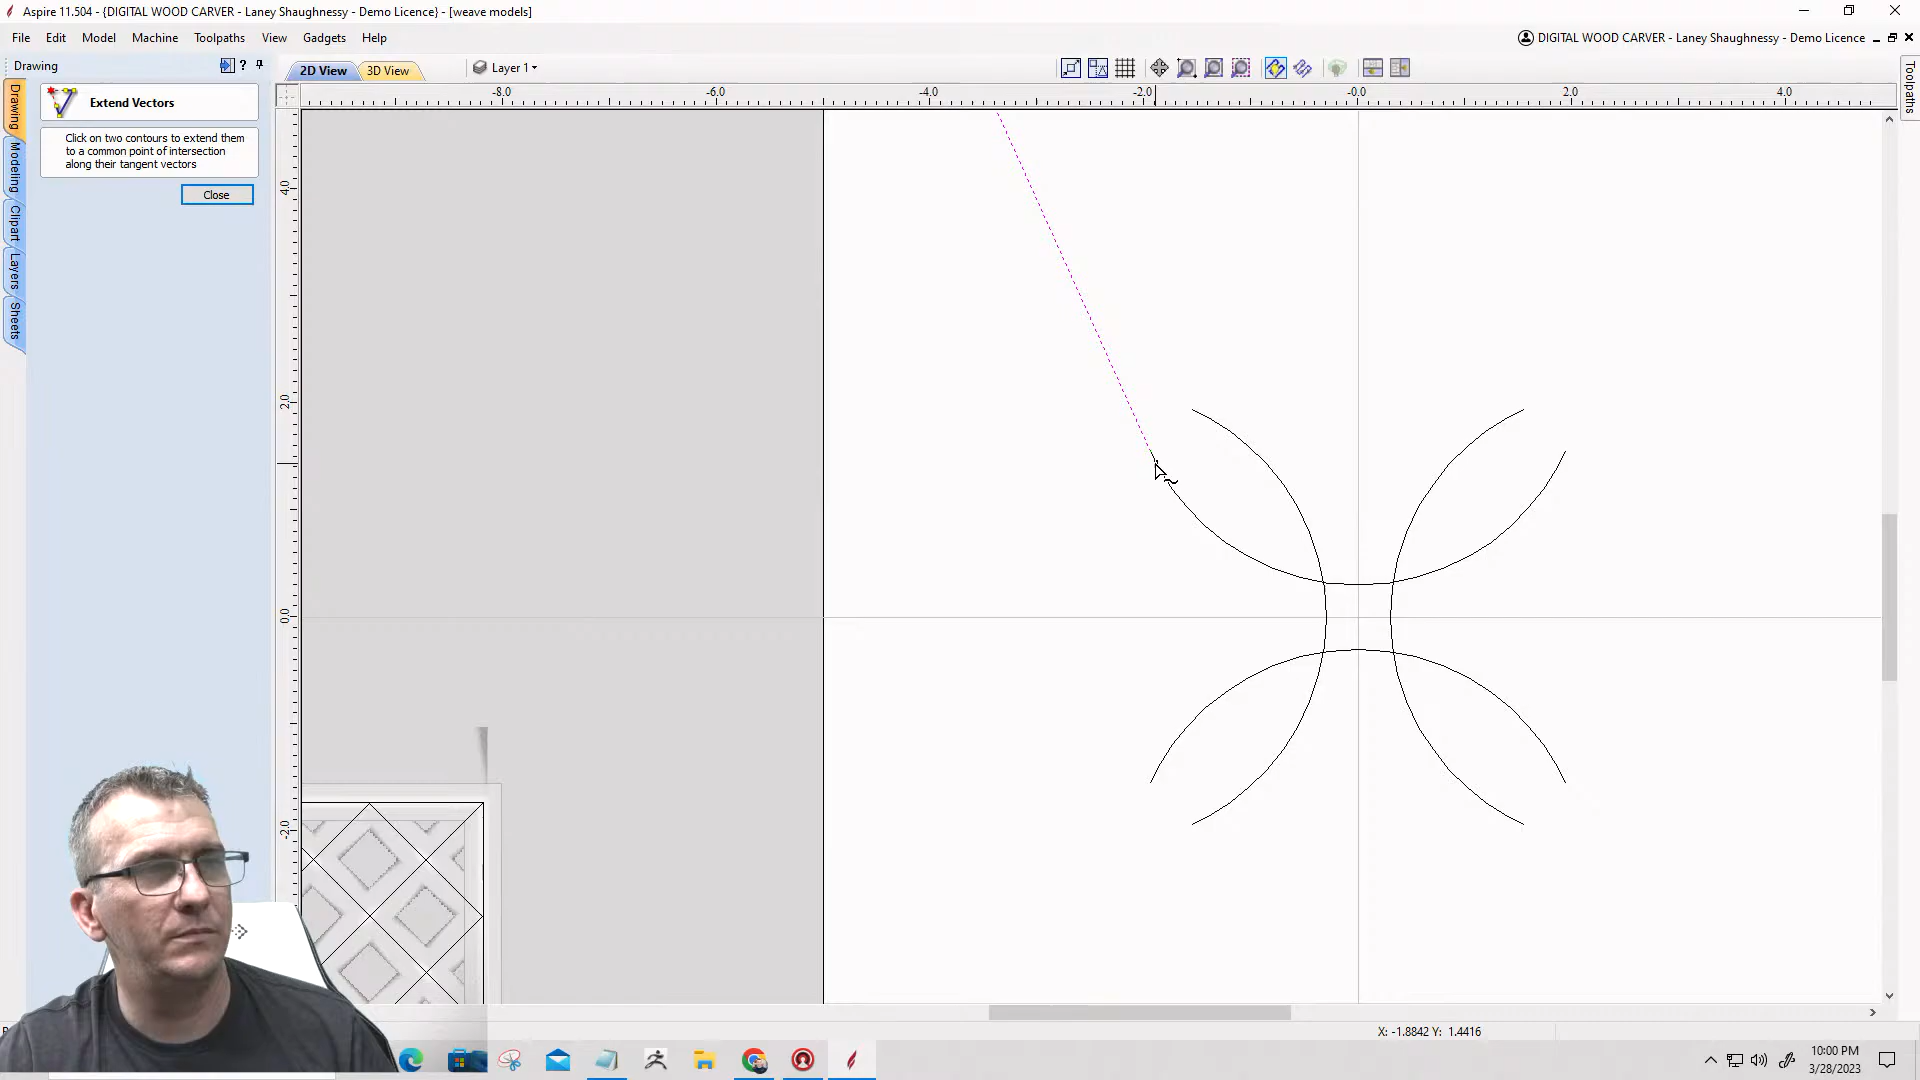 Aspire 11.504 - {DIGITAL WOOD CARVER - Laney Shaughnessy - Demo Licence} - [weave models]
File Edit Model Machine Toolpaths View Gadgets Help
DIGITAL WOOD CARVER - Laney Shaughnessy - Demo Licence
Drawing
?
2D View
3D View
Layer 1
Toolpaths
Drawing
Modeling
Clipart
Layers
Sheets
Extend Vectors
Click on two contours to extend them
to a common point of intersection
along their tangent vectors
Close
-8.0 -6.0 -4.0 -2.0 -0.0 2.0 4.0
4.0
2.0
0.0
-2.0
X: -1.8842 Y: 1.4416
10:00 PM
3/28/2023